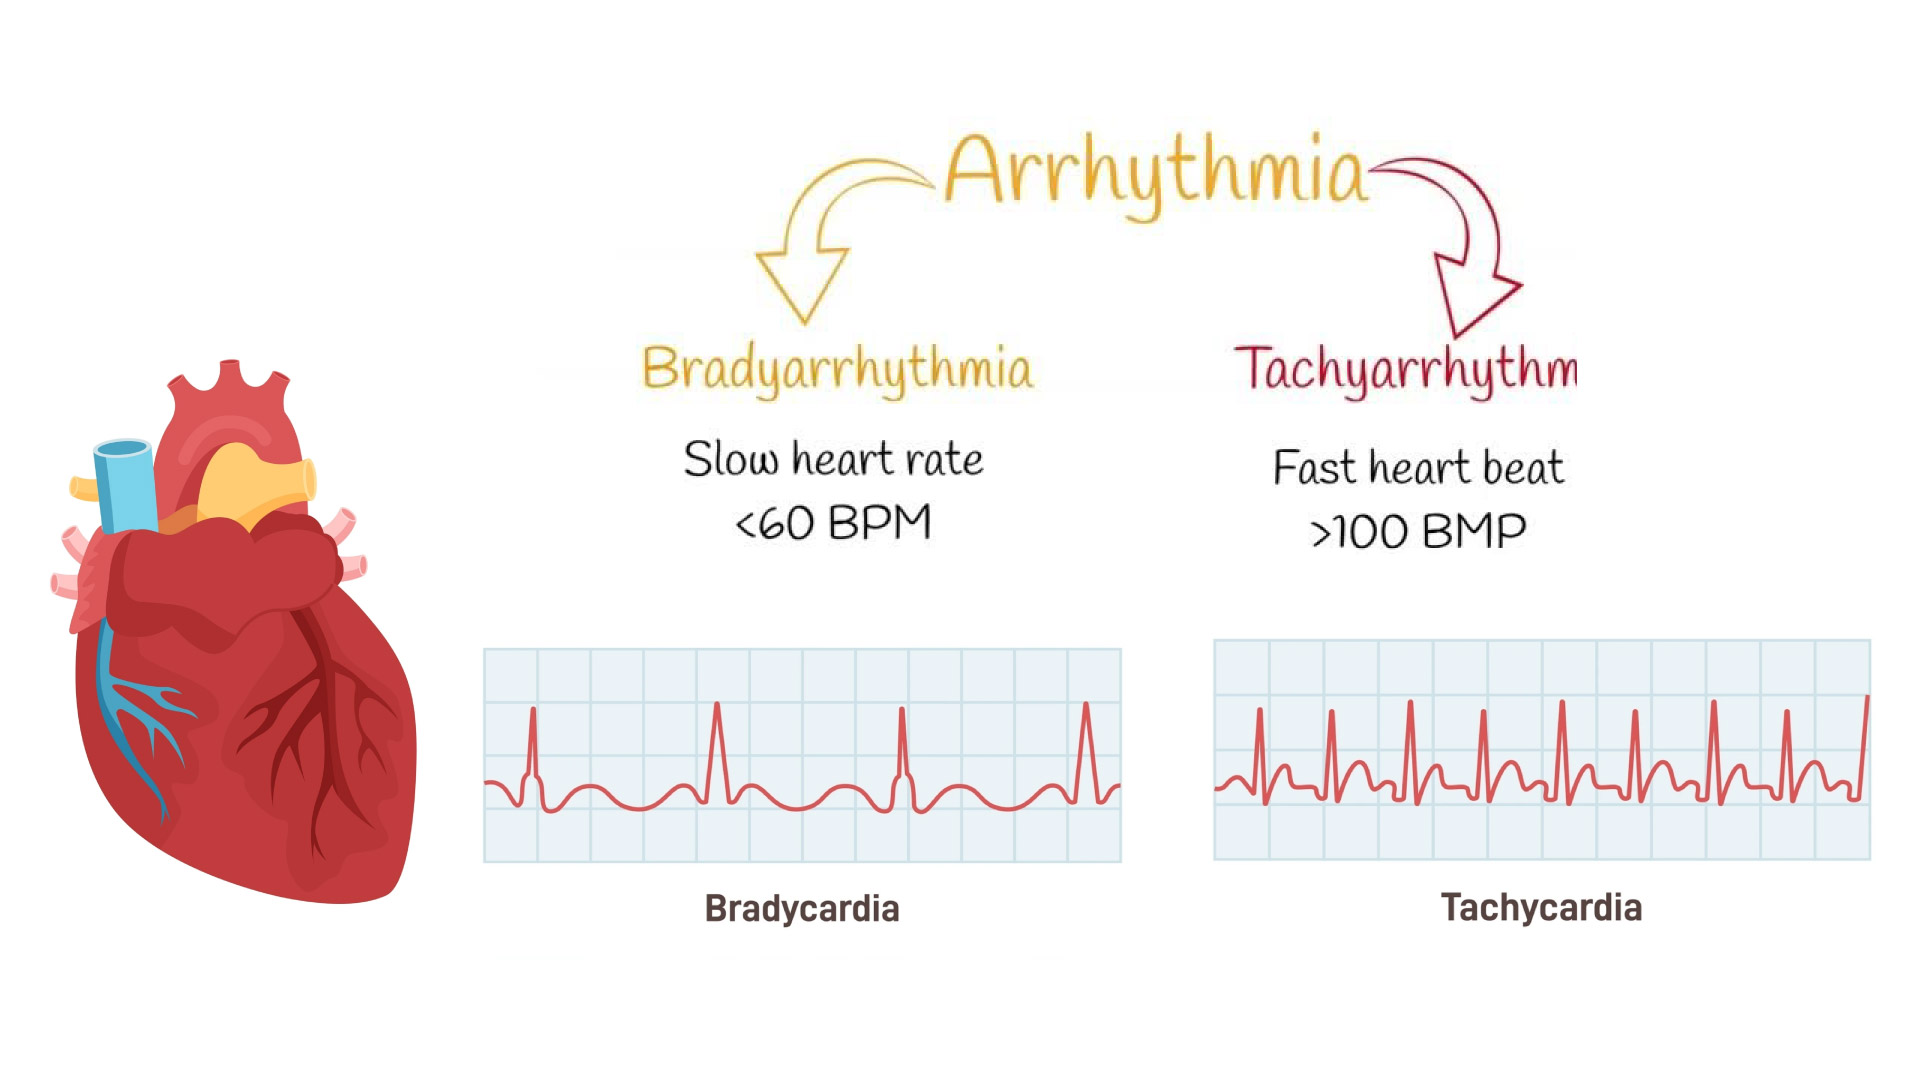 Arrhythmia
Bradyarrhythmia
Slow heart rate
<60 BPM
Tachyarrhythm
Fast heart beat
>100 BMP
Bradycardia
Tachycardia